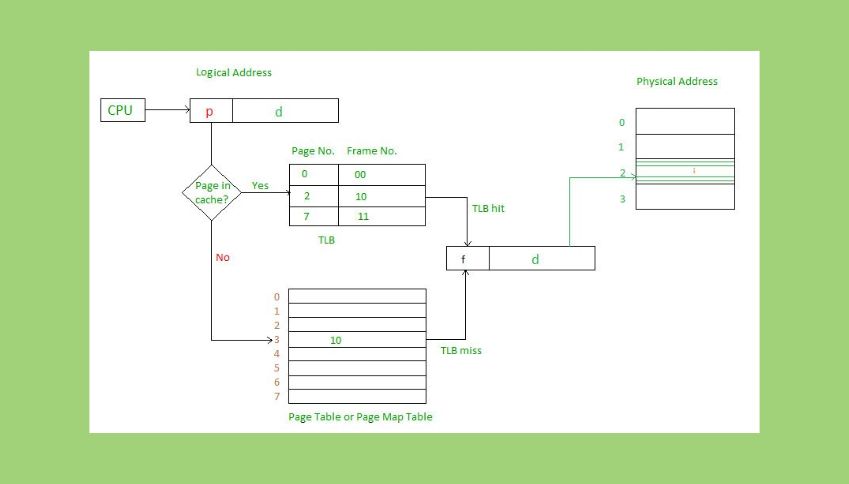 Logical Address
Physical Address
CPU
p d
0
1
2 i
3
Page No. Frame No.
0 00
2 10
7 11
Page in
cache?
Yes
TLB
TLB hit
f d
No
0
1
2
3 10
4
5
6
7
TLB miss
Page Table or Page Map Table